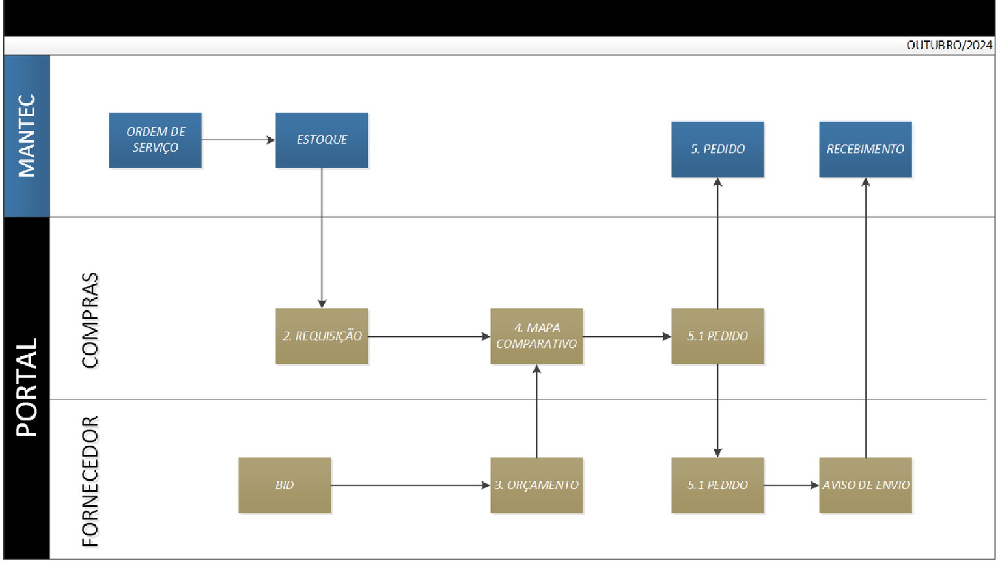 OUTUBRO/2024
MANTEC
ORDEM DE
SERVIÇO
ESTOQUE
5. PEDIDO
RECEBIMENTO
PORTAL
COMPRAS
2. REQUISIÇÃO
4. MAPA
COMPARATIVO
5.1 PEDIDO
FORNECEDOR
BID
3. ORÇAMENTO
5.1 PEDIDO
AVISO DE ENVIO